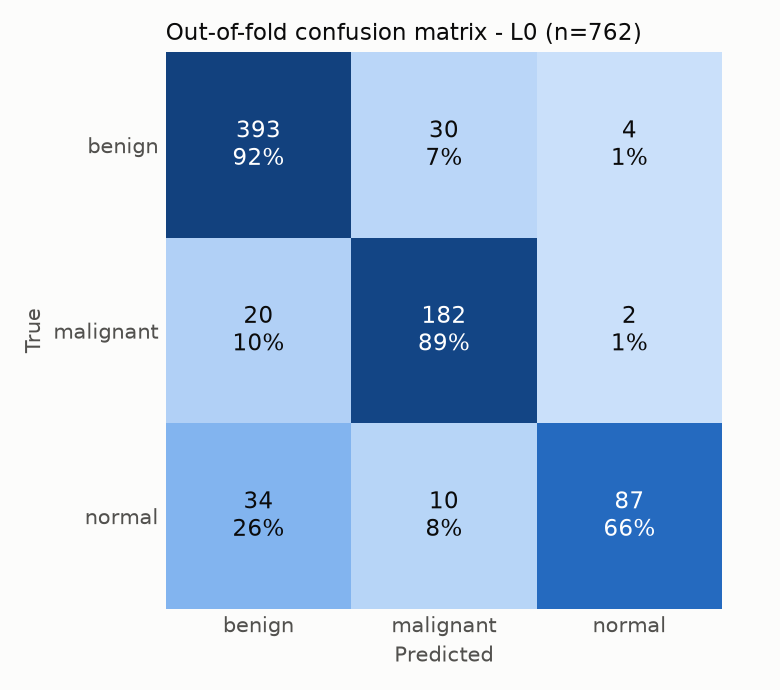 Out-of-fold confusion matrix - L0 (n=762)
393
92%
30
7%
4
1%
benign
20
10%
182
89%
2
1%
malignant
34
26%
10
8%
87
66%
normal
True
benign
malignant
normal
Predicted